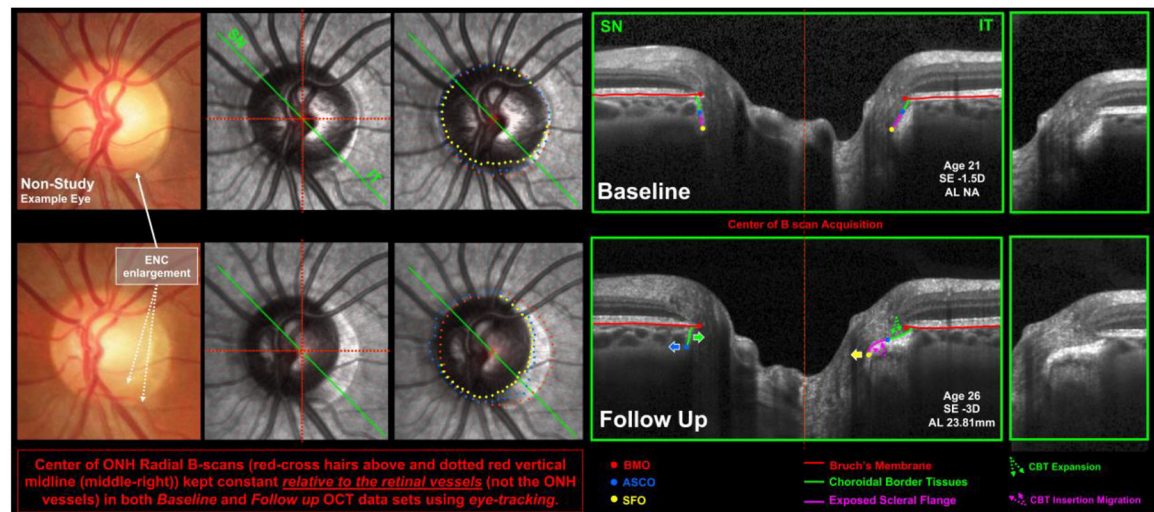 SN
IT
Non-Study
Example Eye
ENC
enlargement
SN
IT
Baseline
Age 21
SE -1.5D
AL NA
Center of B scan Acquisition
Follow Up
Age 26
SE -3D
AL 23.81mm
Center of ONH Radial B-scans (red-cross hairs above and dotted red vertical
midline (middle-right)) kept constant relative to the retinal vessels (not the ONH
vessels) in both Baseline and Follow up OCT data sets using eye-tracking.
BMO
ASCO
SFO
Bruch's Membrane
Choroidal Border Tissues
Exposed Scleral Flange
CBT Expansion
CBT Insertion Migration